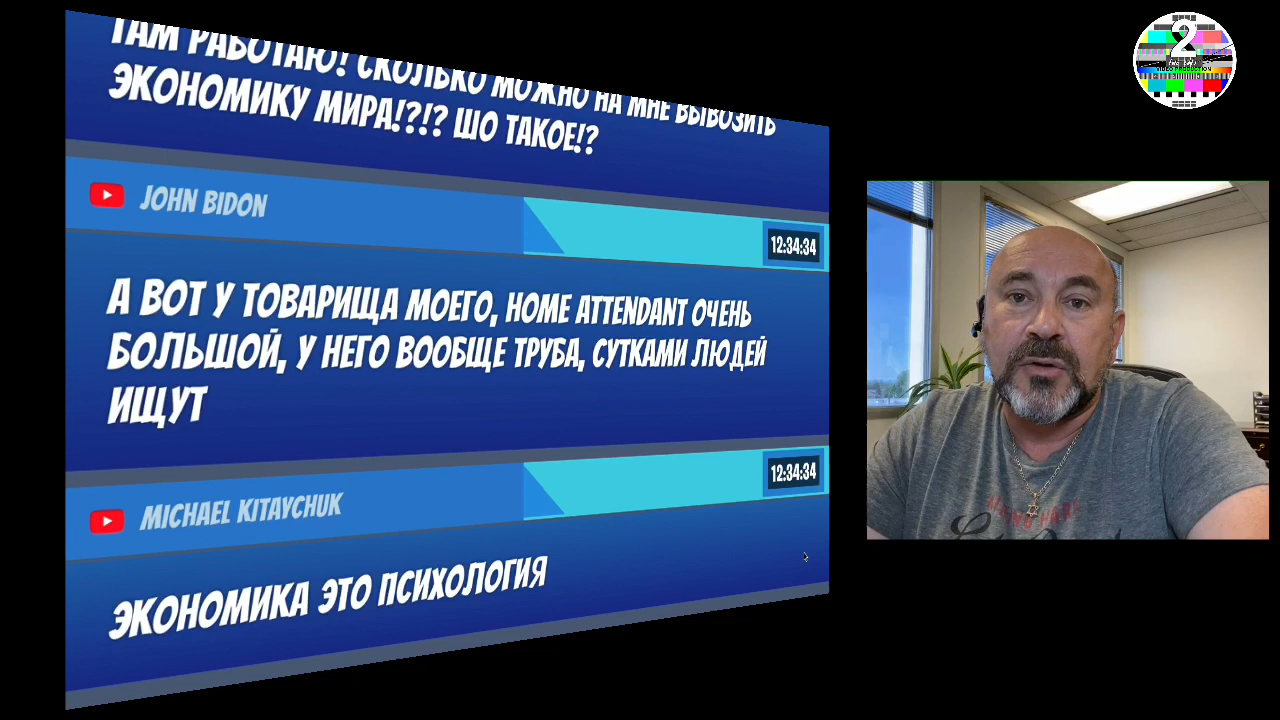 ТАМ РАБОТАЮ! СКОЛЬКО МОЖНО НА МНЕ ВЫВОЗИТЬ
ЭКОНОМИКУ МИРА!?!? ШО ТАКОЕ!?
JOHN BIDON
12:34:34
А ВОТ У ТОВАРИЩА МОЕГО, HOME ATTENDANT ОЧЕНЬ
БОЛЬШОЙ, У НЕГО ВООБЩЕ ТРУБА, СУТКАМИ ЛЮДЕЙ
ИЩУТ
MICHAEL KITAYCHUK
12:34:34
ЭКОНОМИКА ЭТО ПСИХОЛОГИЯ
2